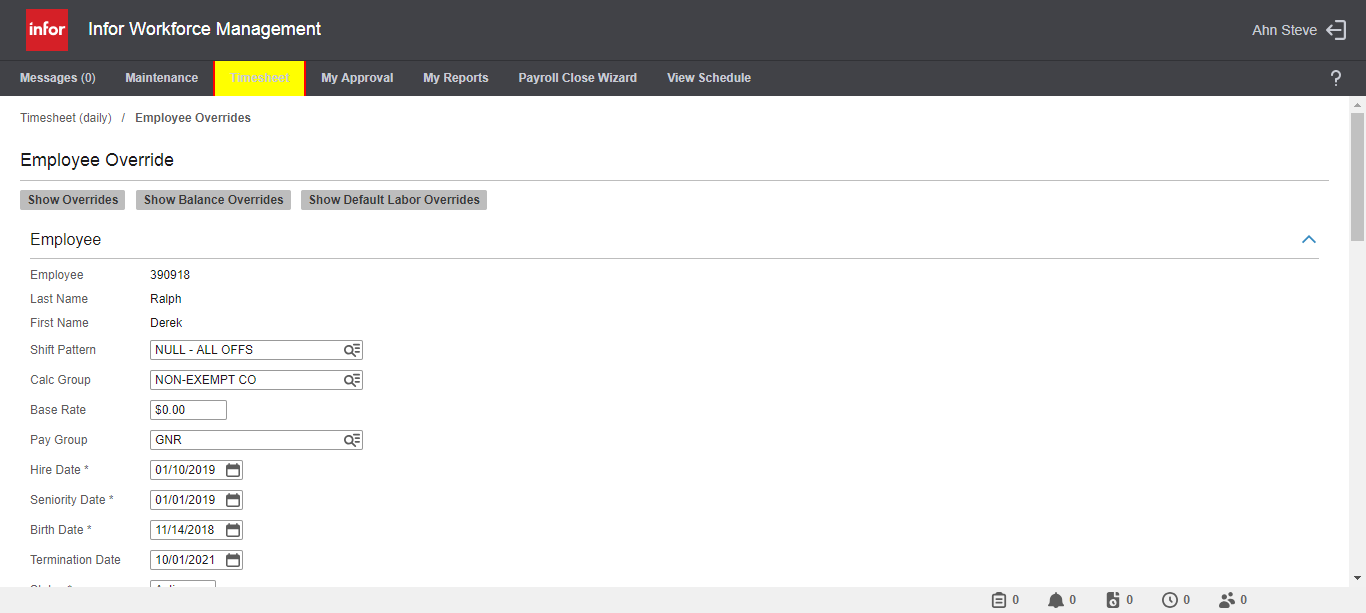 infor Infor Workforce Management Ahn Steve
Messages (0) Maintenance Timesheet My Approval My Reports Payroll Close Wizard View Schedule ?
Timesheet (daily) / Employee Overrides
Employee Override
Show Overrides Show Balance Overrides Show Default Labor Overrides
Employee
Employee 390918
Last Name Ralph
First Name Derek
Shift Pattern NULL - ALL OFFS
Calc Group NON-EXEMPT CO
Base Rate $0.00
Pay Group GNR
Hire Date * 01/10/2019
Seniority Date * 01/01/2019
Birth Date * 11/14/2018
Termination Date 10/01/2021
0 0 0 0 0